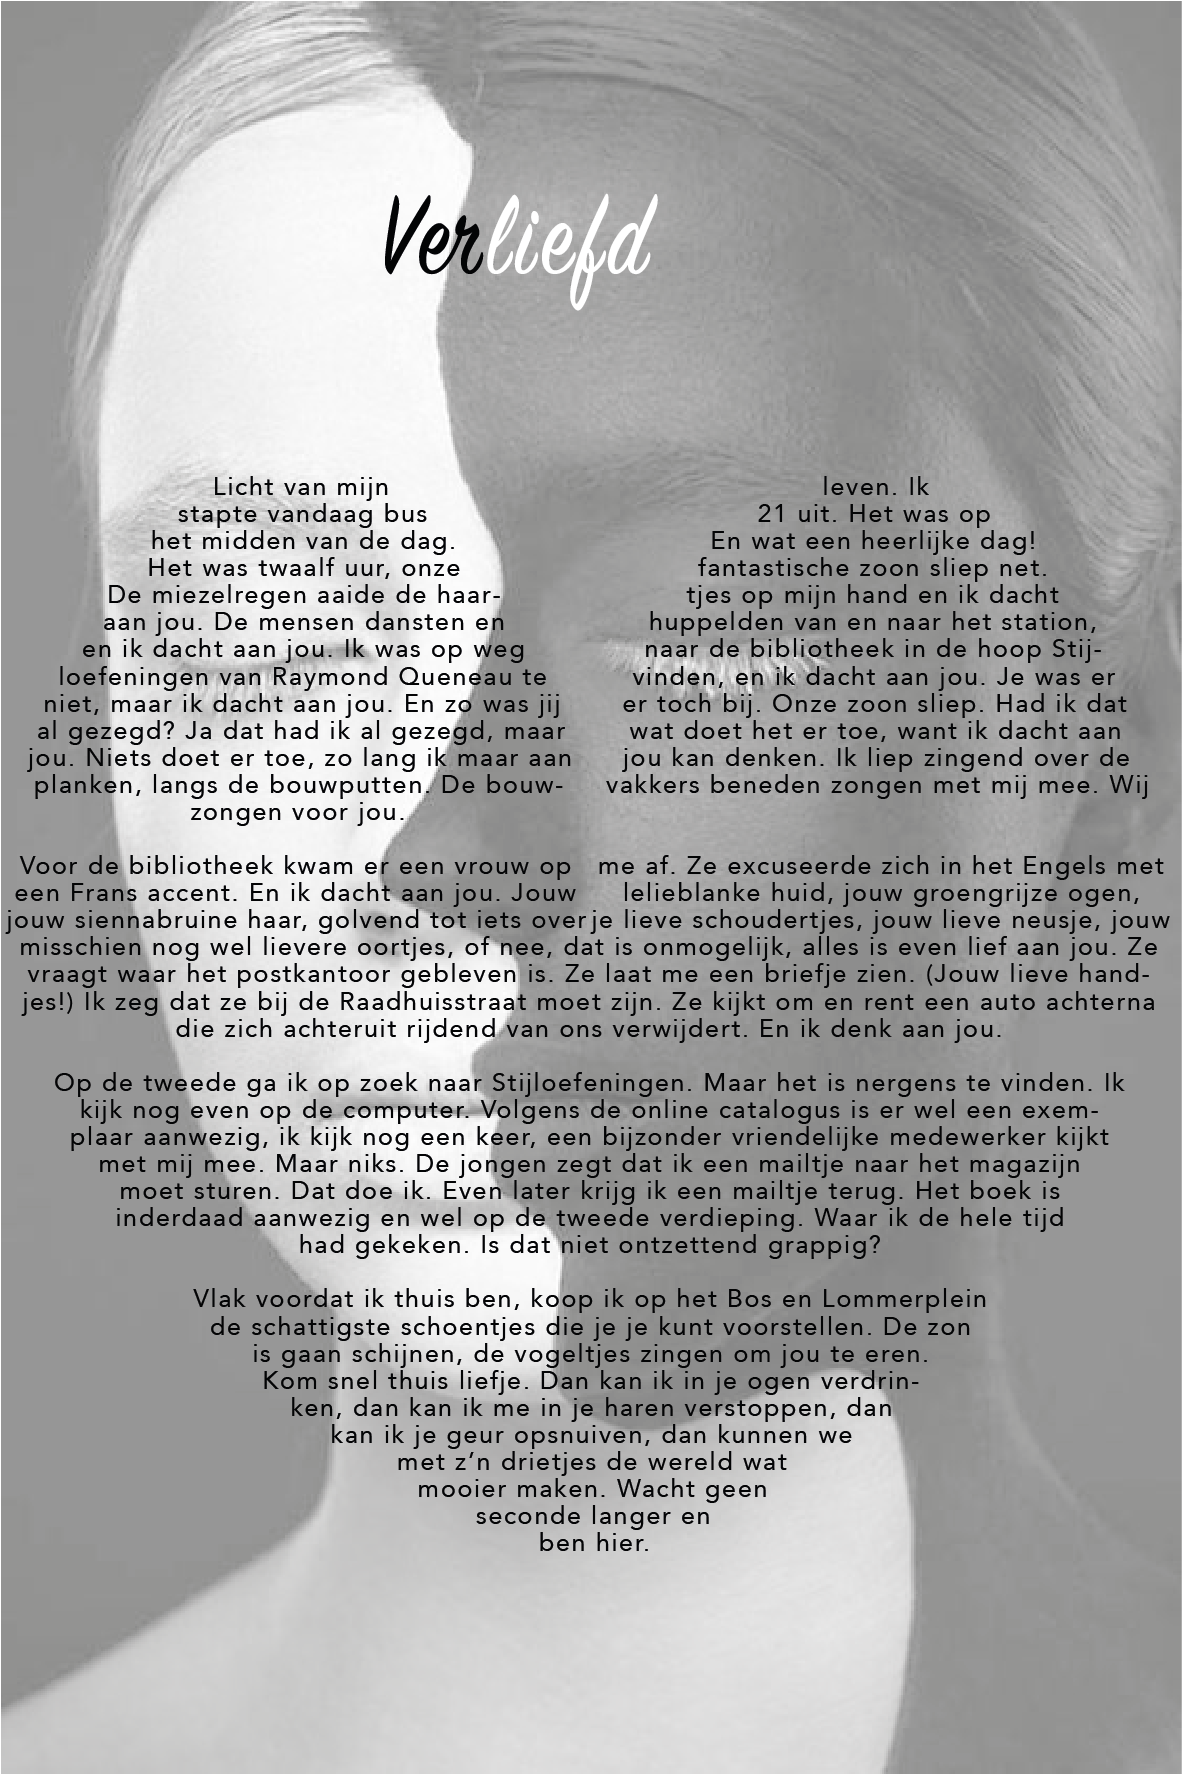 Verliefd
Licht van mijn leven. Ik
stapte vandaag bus 21 uit. Het was op
het midden van de dag. En wat een heerlijke dag!
Het was twaalf uur, onze fantastische zoon sliep net.
De miezelregen aaide de haar- tjes op mijn hand en ik dacht
aan jou. De mensen dansten en huppelden van en naar het station,
en ik dacht aan jou. Ik was op weg naar de bibliotheek in de hoop Stij-
loefeningen van Raymond Queneau te vinden, en ik dacht aan jou. Je was er
niet, maar ik dacht aan jou. En zo was jij er toch bij. Onze zoon sliep. Had ik dat
al gezegd? Ja dat had ik al gezegd, maar wat doet het er toe, want ik dacht aan
jou. Niets doet er toe, zo lang ik maar aan jou kan denken. Ik liep zingend over de
planken, langs de bouwputten. De bouw- vakkers beneden zongen met mij mee. Wij
zongen voor jou.
Voor de bibliotheek kwam er een vrouw op me af. Ze excuseerde zich in het Engels met
een Frans accent. En ik dacht aan jou. Jouw lelieblanke huid, jouw groengrijze ogen,
jouw siennabruine haar, golvend tot iets over je lieve schoudertjes, jouw lieve neusje, jouw
misschien nog wel lievere oortjes, of nee, dat is onmogelijk, alles is even lief aan jou. Ze
vraagt waar het postkantoor gebleven is. Ze laat me een briefje zien. (Jouw lieve hand-
jes!) Ik zeg dat ze bij de Raadhuisstraat moet zijn. Ze kijkt om en rent een auto achterna
die zich achteruit rijdend van ons verwijdert. En ik denk aan jou.
Op de tweede ga ik op zoek naar Stijloefeningen. Maar het is nergens te vinden. Ik
kijk nog even op de computer. Volgens de online catalogus is er wel een exem-
plaar aanwezig, ik kijk nog een keer, een bijzonder vriendelijke medewerker kijkt
met mij mee. Maar niks. De jongen zegt dat ik een mailtje naar het magazijn
moet sturen. Dat doe ik. Even later krijg ik een mailtje terug. Het boek is
inderdaad aanwezig en wel op de tweede verdieping. Waar ik de hele tijd
had gekeken. Is dat niet ontzettend grappig?
Vlak voordat ik thuis ben, koop ik op het Bos en Lommerplein
de schattigste schoentjes die je je kunt voorstellen. De zon
is gaan schijnen, de vogeltjes zingen om jou te eren.
Kom snel thuis liefje. Dan kan ik in je ogen verdrin-
ken, dan kan ik me in je haren verstoppen, dan
kan ik je geur opsnuiven, dan kunnen we
met z’n drietjes de wereld wat
mooier maken. Wacht geen
seconde langer en
ben hier.